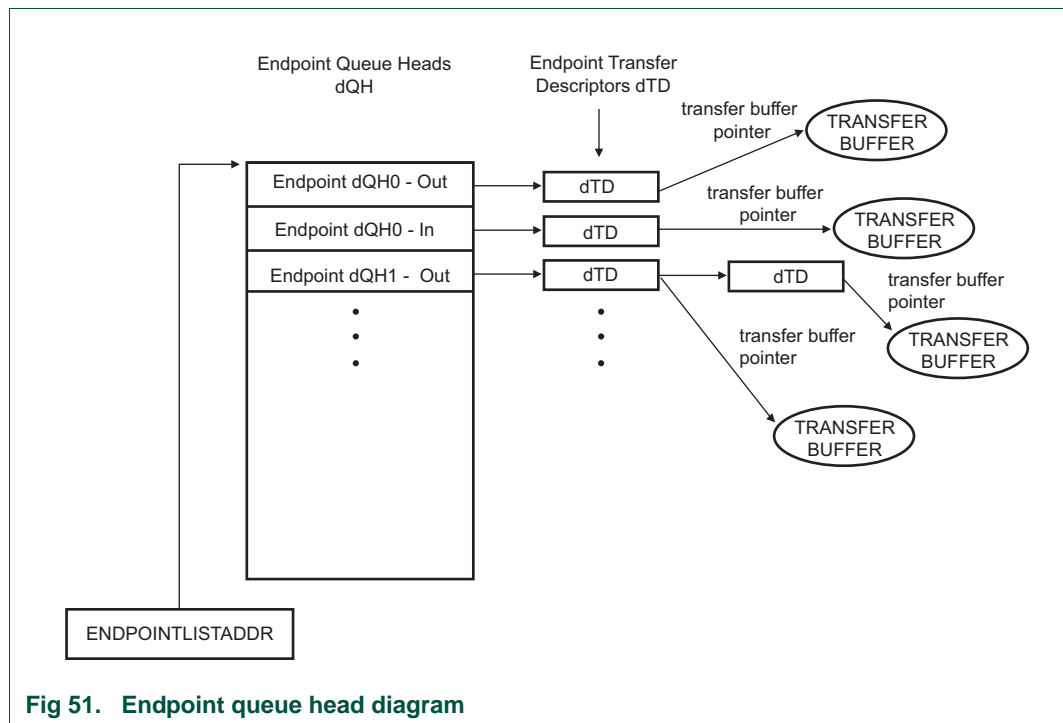 Endpoint Queue Heads
dQH
Endpoint Transfer
Descriptors dTD
transfer buffer
pointer
TRANSFER
BUFFER
Endpoint dQH0 - Out
dTD
transfer buffer
pointer
TRANSFER
BUFFER
Endpoint dQH0 - In
dTD
Endpoint dQH1 - Out
dTD
dTD
transfer buffer
pointer
TRANSFER
BUFFER
transfer buffer
pointer
TRANSFER
BUFFER
ENDPOINTLISTADDR
Fig 51. Endpoint queue head diagram